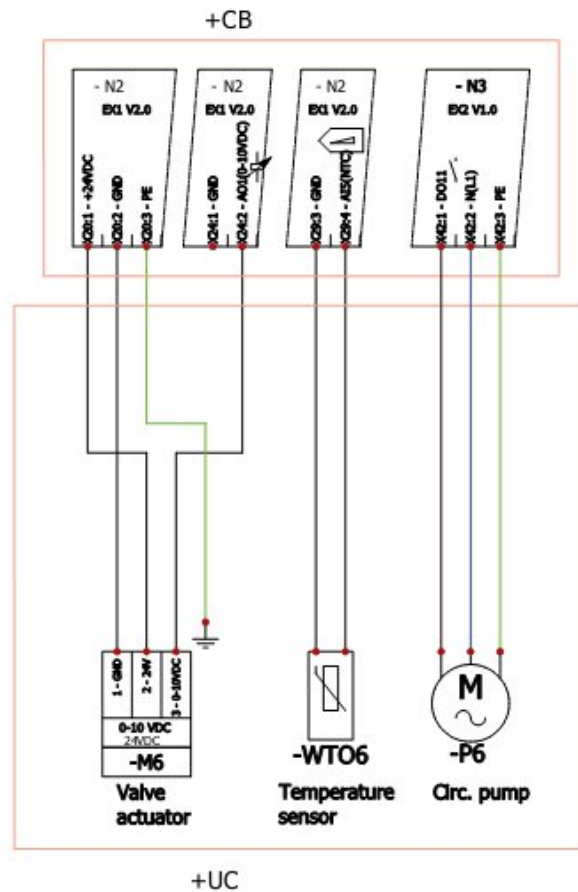 +CB
- N2
EX1 V2.0
X20:1 - +24VDC
X20:2 - GND
X20:3 - PE
- N2
EX1 V2.0
X24:1 - GND
X24:2 - AO1(0-10VDC)
- N2
EX1 V2.0
X29:3 - GND
X29:4 - AI5(NTC)
- N3
EX2 V1.0
X42:1 - DO11
X42:2 - N(L1)
X42:3 - PE
1 - GND
2 - 24V
3 - 0-10VDC
0-10 VDC
24VDC
-M6
Valve
actuator
-WTO6
Temperature
sensor
M
-P6
Circ. pump
+UC